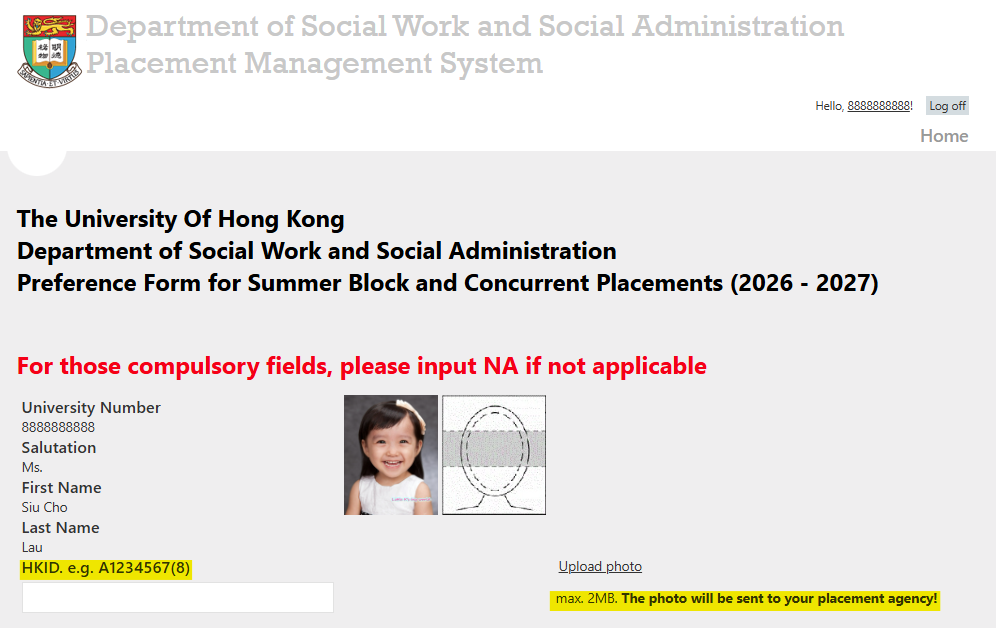 Department of Social Work and Social Administration
Placement Management System
SAPIENTIA ET VIRTUS
Hello, 8888888888! Log off
Home
The University Of Hong Kong
Department of Social Work and Social Administration
Preference Form for Summer Block and Concurrent Placements (2026 - 2027)
For those compulsory fields, please input NA if not applicable
University Number
8888888888
Salutation
Ms.
First Name
Siu Cho
Last Name
Lau
HKID. e.g. A1234567(8)
Upload photo
max. 2MB. The photo will be sent to your placement agency!